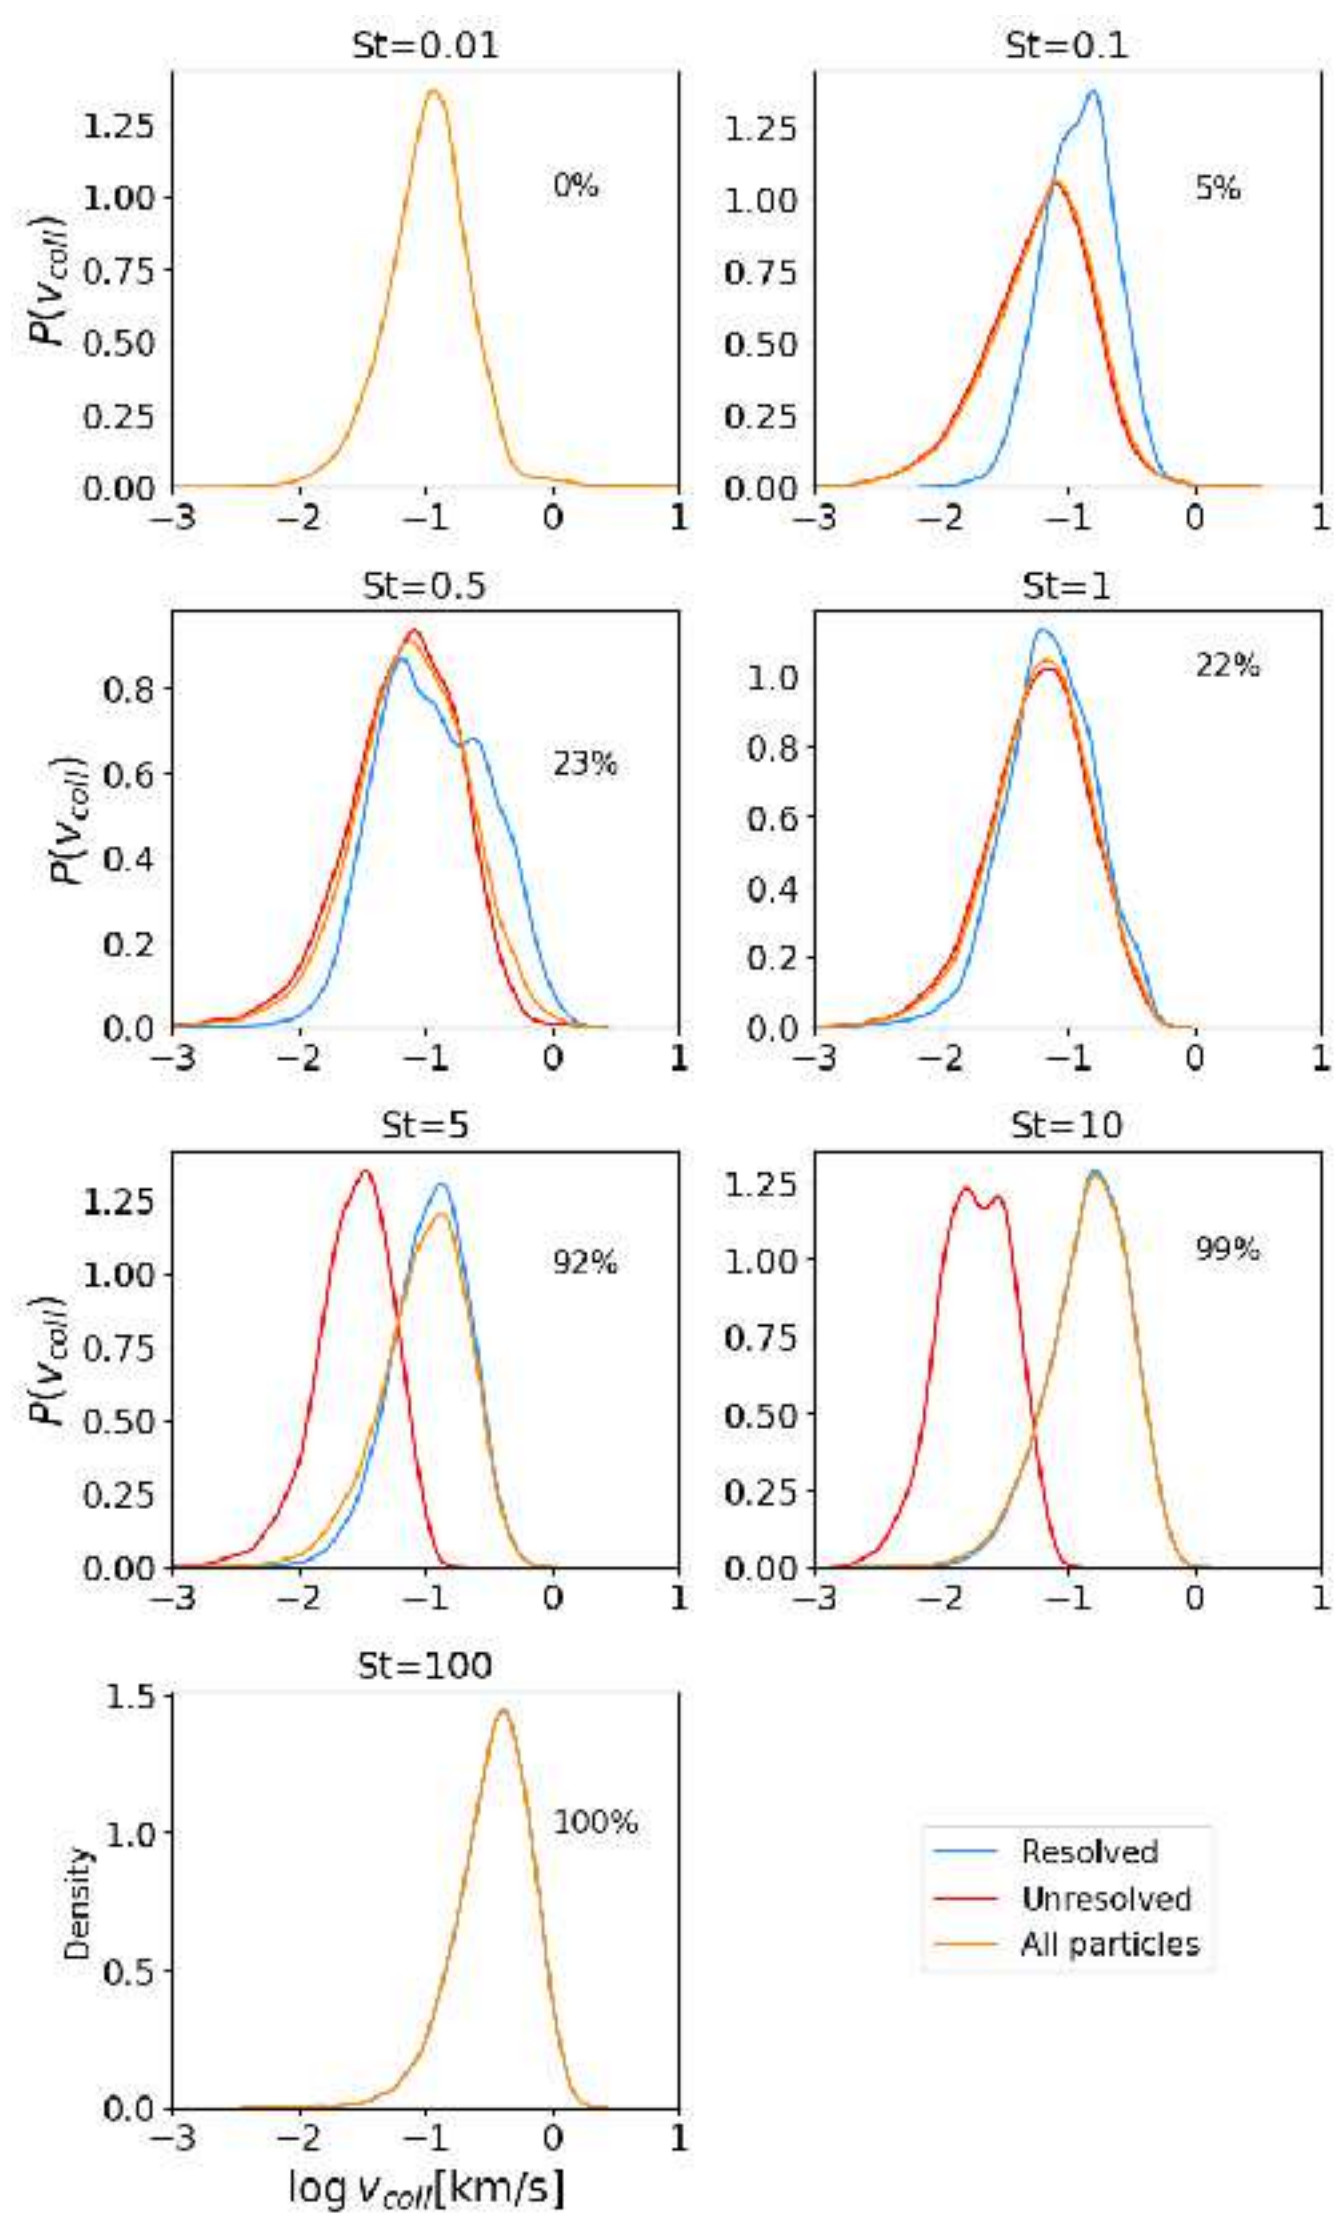 St=0.01
St=0.1
P(v_coll)
1.25
1.00
0.75
0.50
0.25
0.00
0%
−3 −2 −1 0 1
1.25
1.00
0.75
0.50
0.25
0.00
5%
−3 −2 −1 0 1
St=0.5
St=1
P(v_coll)
0.8
0.6
0.4
0.2
0.0
23%
−3 −2 −1 0 1
1.0
0.8
0.6
0.4
0.2
0.0
22%
−3 −2 −1 0 1
St=5
St=10
P(v_coll)
1.25
1.00
0.75
0.50
0.25
0.00
92%
−3 −2 −1 0 1
1.25
1.00
0.75
0.50
0.25
0.00
99%
−3 −2 −1 0 1
St=100
Density
1.5
1.0
0.5
0.0
100%
−3 −2 −1 0 1
log v_coll[km/s]
Resolved
Unresolved
All particles